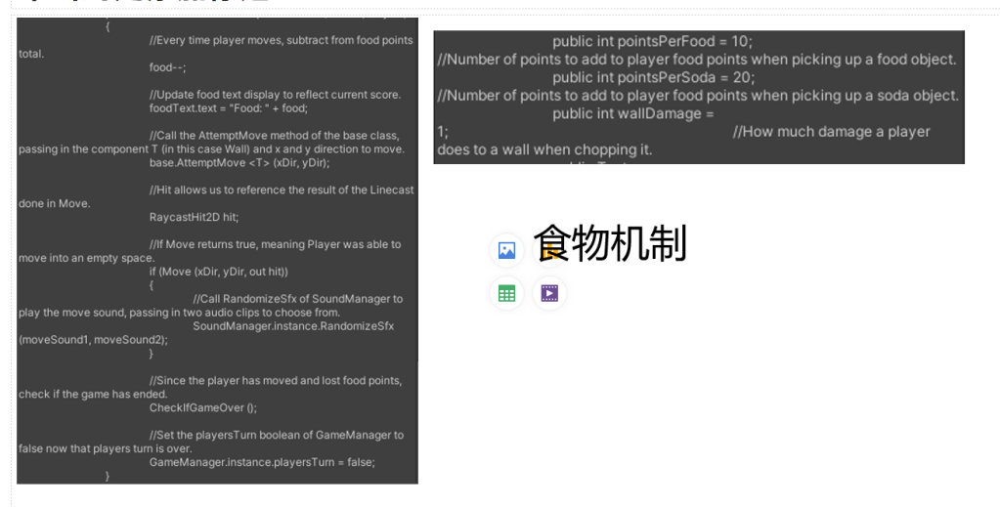 {
//Every time player moves, subtract from food points
total.
food--;
//Update food text display to reflect current score.
foodText.text = "Food: " + food;
//Call the AttemptMove method of the base class,
passing in the component T (in this case Wall) and x and y direction to move.
base.AttemptMove <T> (xDir, yDir);
//Hit allows us to reference the result of the Linecast
done in Move.
RaycastHit2D hit;
//If Move returns true, meaning Player was able to
move into an empty space.
if (Move (xDir, yDir, out hit))
{
//Call RandomizeSfx of SoundManager to
play the move sound, passing in two audio clips to choose from.
SoundManager.instance.RandomizeSfx
(moveSound1, moveSound2);
}
//Since the player has moved and lost food points,
check if the game has ended.
CheckIfGameOver ();
//Set the playersTurn boolean of GameManager to
false now that players turn is over.
GameManager.instance.playersTurn = false;
}
public int pointsPerFood = 10;
//Number of points to add to player food points when picking up a food object.
public int pointsPerSoda = 20;
//Number of points to add to player food points when picking up a soda object.
public int wallDamage =
1; //How much damage a player
does to a wall when chopping it.
食物机制